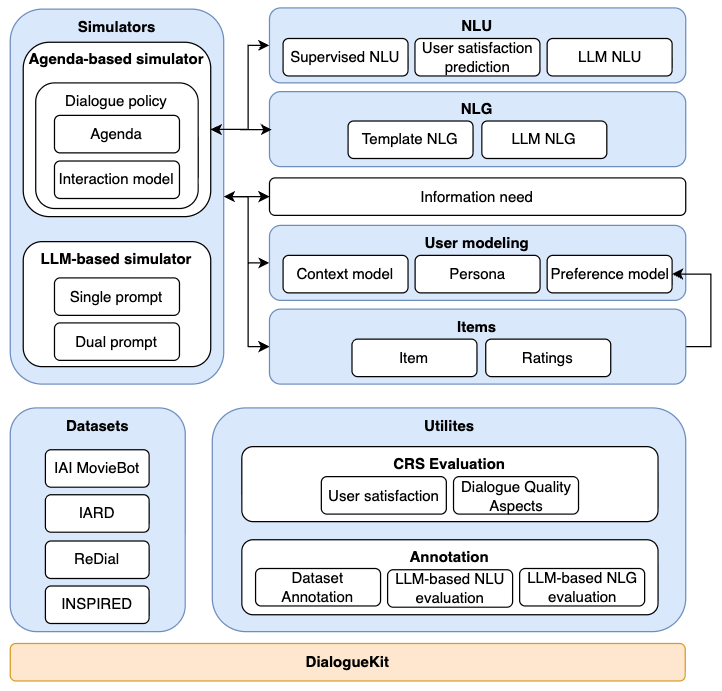 Simulators
Agenda-based simulator
Dialogue policy
Agenda
Interaction model
LLM-based simulator
Single prompt
Dual prompt
NLU
Supervised NLU
User satisfaction
prediction
LLM NLU
NLG
Template NLG
LLM NLG
Information need
User modeling
Context model
Persona
Preference model
Items
Item
Ratings
Datasets
IAI MovieBot
IARD
ReDial
INSPIRED
Utilites
CRS Evaluation
User satisfaction
Dialogue Quality
Aspects
Annotation
Dataset
Annotation
LLM-based NLU
evaluation
LLM-based NLG
evaluation
DialogueKit